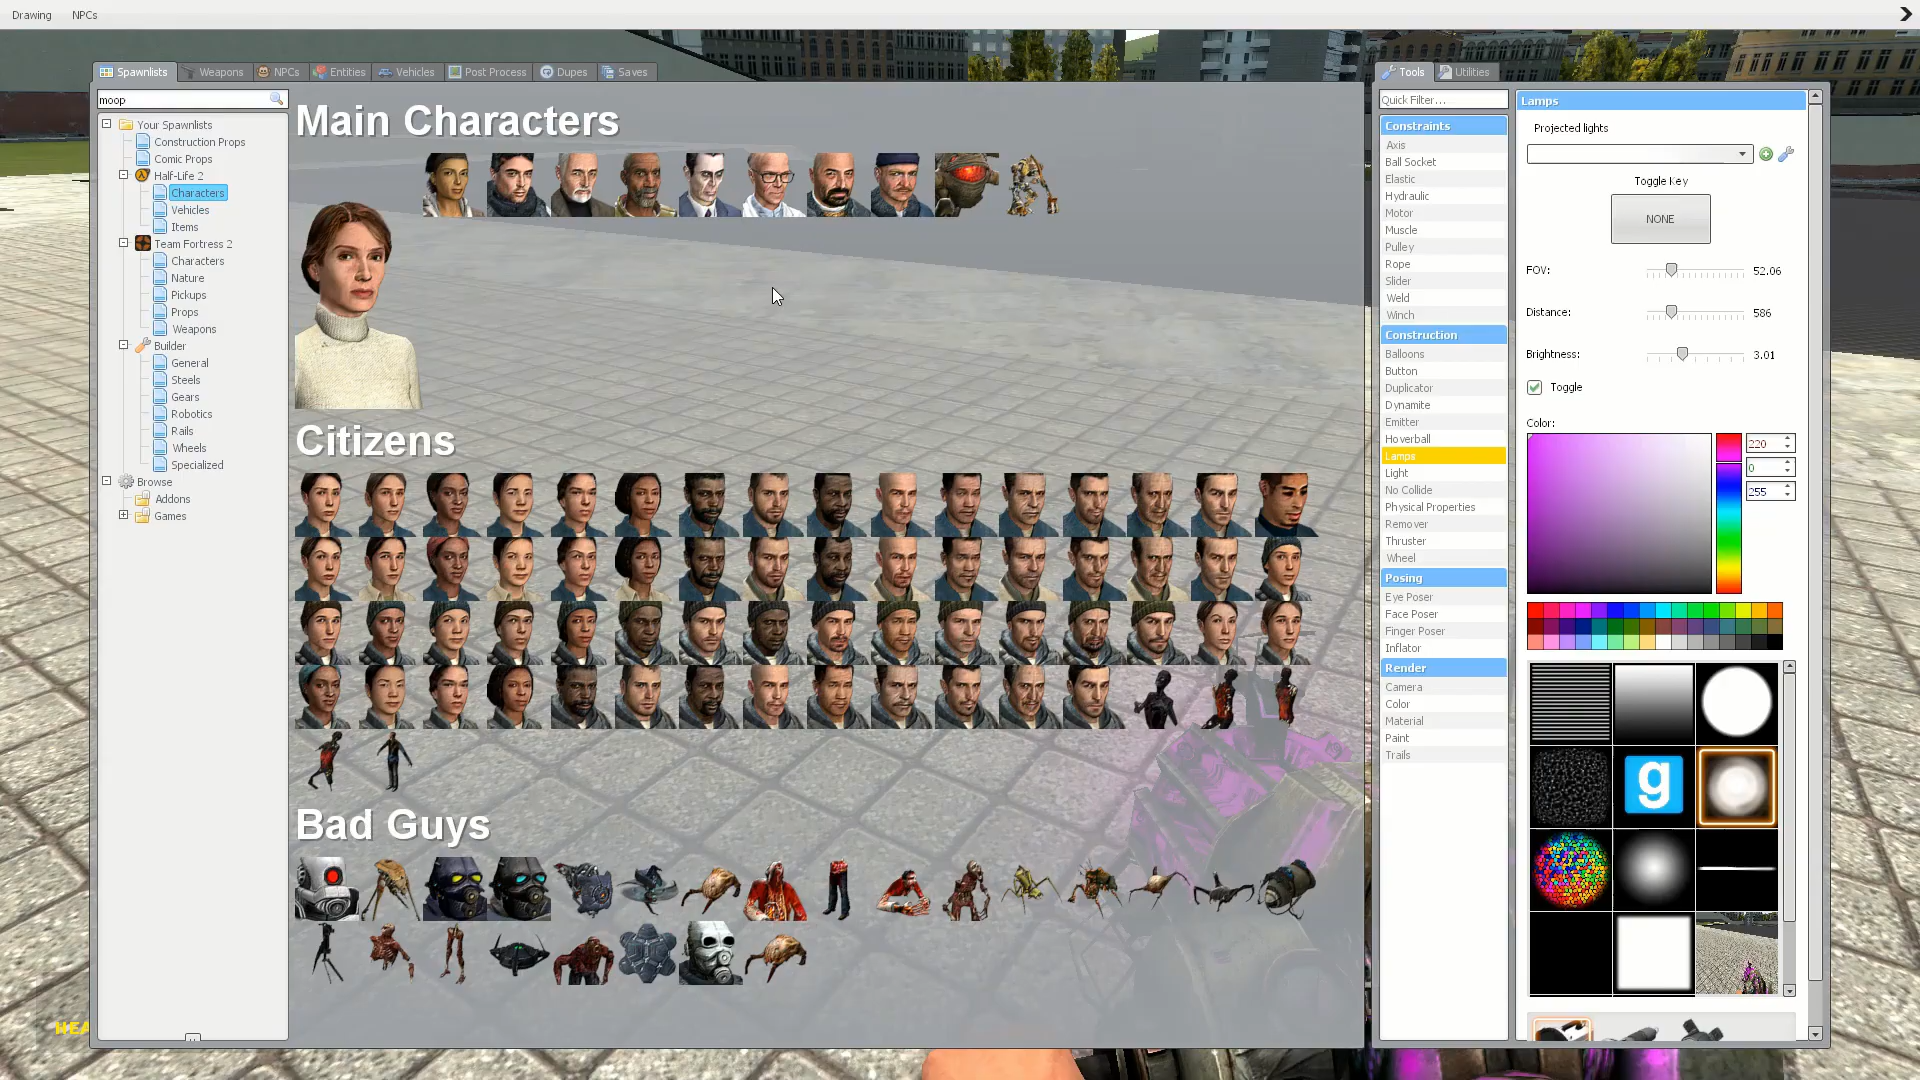 Drawing NPCs
Spawnlists Weapons NPCs Entities Vehicles Post Process Dupes Saves
Tools Utilities
moop
Your Spawnlists
Construction Props
Comic Props
Half-Life 2
Characters
Vehicles
Items
Team Fortress 2
Characters
Nature
Pickups
Props
Weapons
Builder
General
Steels
Gears
Robotics
Rails
Wheels
Specialized
Browse
Addons
Games
Main Characters
Citizens
Bad Guys
Quick Filter...
Constraints
Axis
Ball Socket
Elastic
Hydraulic
Motor
Muscle
Pulley
Rope
Slider
Weld
Winch
Construction
Balloons
Button
Duplicator
Dynamite
Emitter
Hoverball
Lamps
Light
No Collide
Physical Properties
Remover
Thruster
Wheel
Posing
Eye Poser
Face Poser
Finger Poser
Inflator
Render
Camera
Color
Material
Paint
Trails
Lamps
Projected lights
Toggle Key
NONE
FOV: 52.06
Distance: 586
Brightness: 3.01
Toggle
Color:
220
0
255
g
HEA